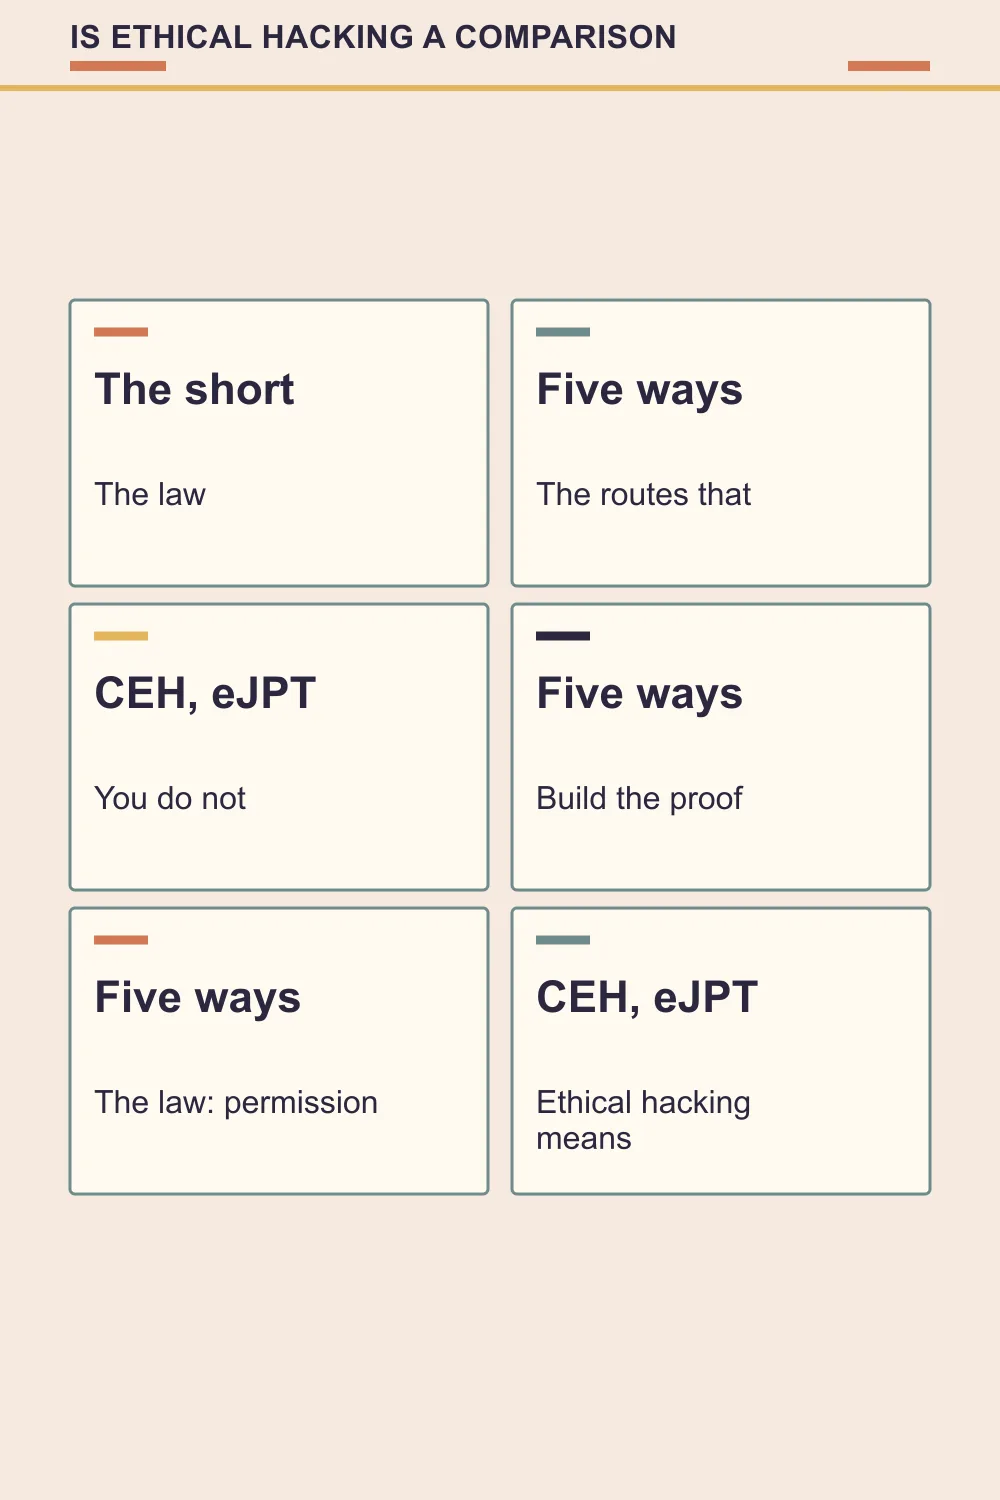 IS ETHICAL HACKING A COMPARISON
The short
The law
Five ways
The routes that
CEH, eJPT
You do not
Five ways
Build the proof
Five ways
The law: permission
CEH, eJPT
Ethical hacking
means